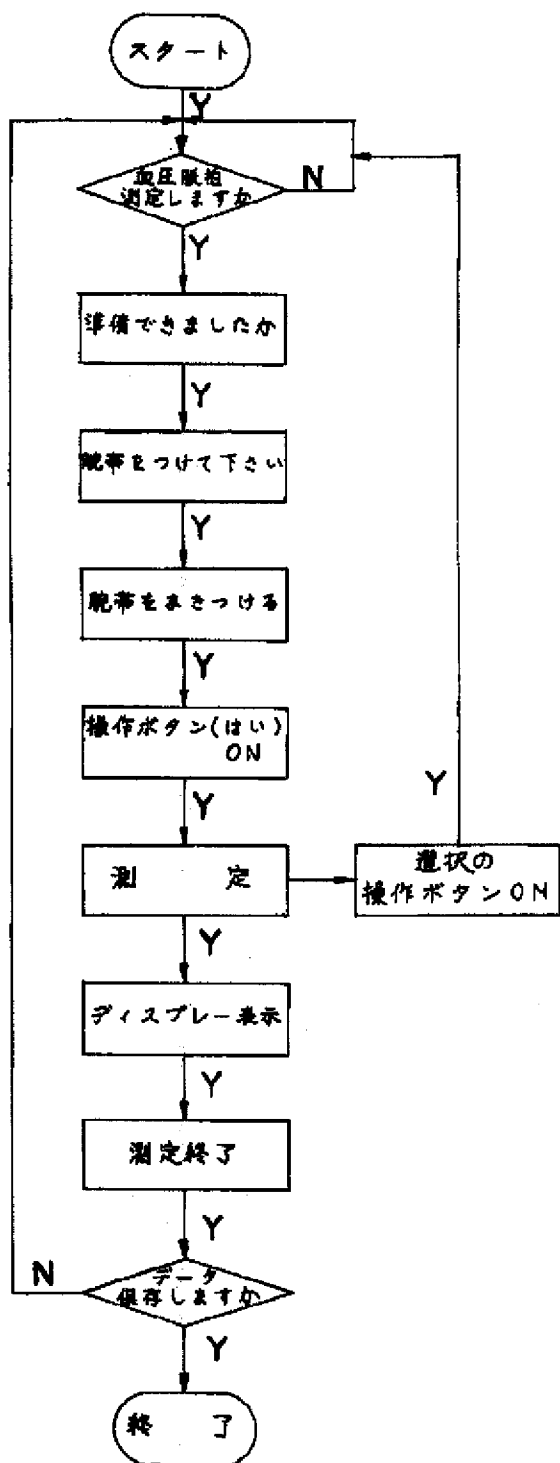 スタート
Y
血圧脈拍
測定しますか
N
Y
準備できましたか
Y
腕帯をつけて下さい
Y
腕帯をまきつける
Y
操作ボタン(はい)
ON
Y
測 定
選択の
操作ボタンON
Y
Y
ディスプレー表示
Y
測定終了
Y
データ
保存しますか
N
Y
終 了